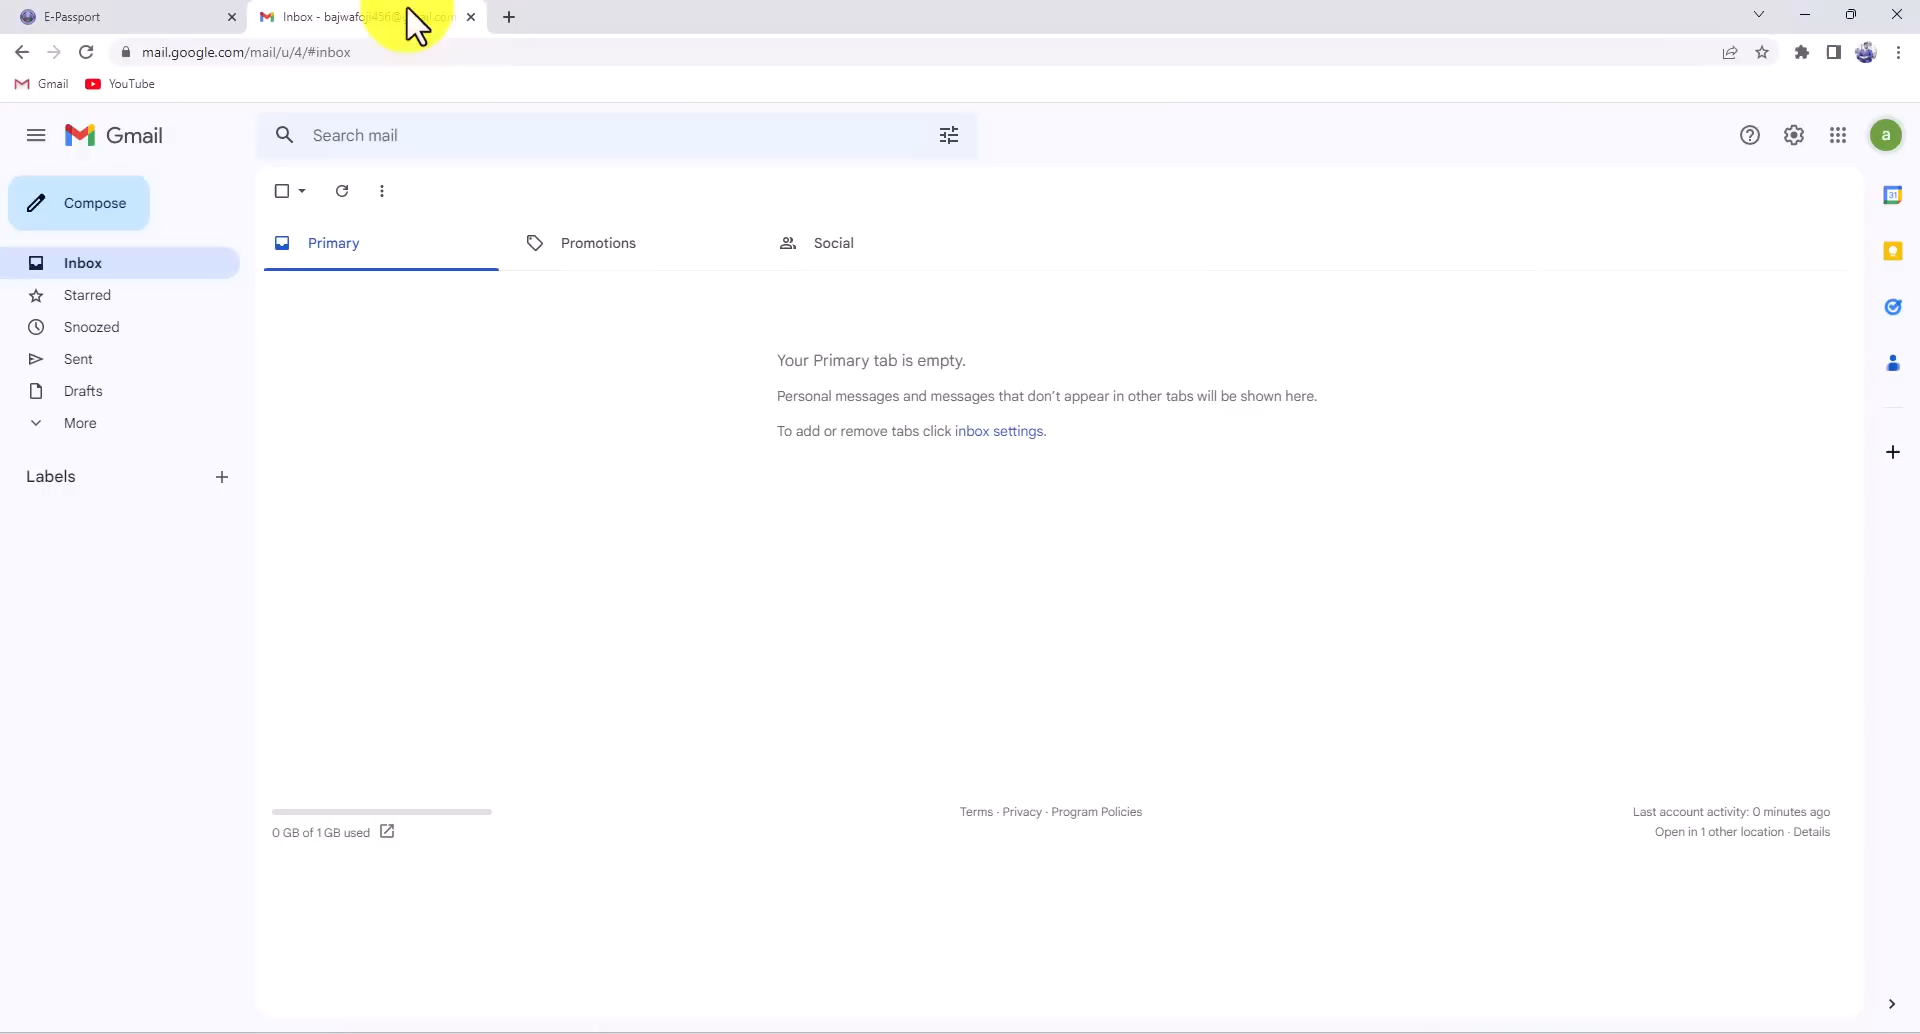 E-Passport
Inbox - bajwafoji456@gmail.com
mail.google.com/mail/u/4/#inbox
Gmail
YouTube
Gmail
Search mail
Compose
Primary
Promotions
Social
Inbox
Starred
Snoozed
Sent
Drafts
More
Labels
Your Primary tab is empty.
Personal messages and messages that don't appear in other tabs will be shown here.
To add or remove tabs click inbox settings.
0 GB of 1 GB used
Terms · Privacy · Program Policies
Last account activity: 0 minutes ago
Open in 1 other location · Details
a
31